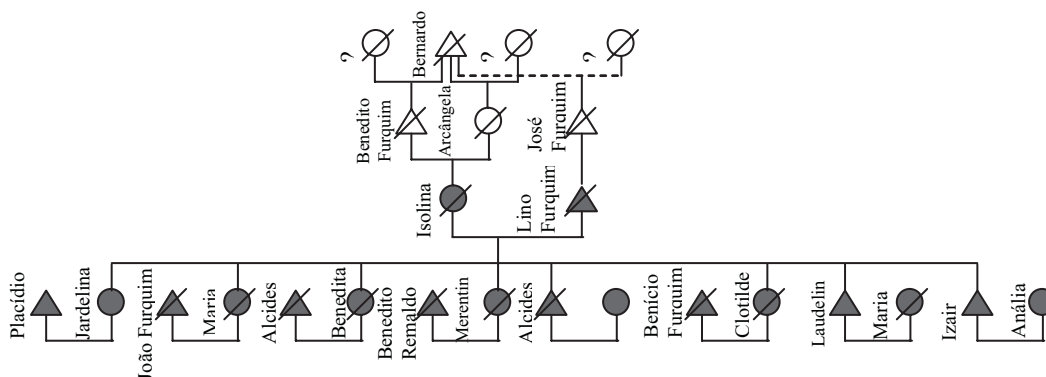 ?
Bernardo
?
?
Benedito
Furquim
Arcângela
José
Furquim
Isolina
Lino
Furquim
Placídio
Jardelina
João Furquim
Maria
Alcides
Benedita
Benedito
Remaldo
Merentin
Alcides
Benício
Furquim
Clotilde
Laudelin
Maria
Izair
Anália